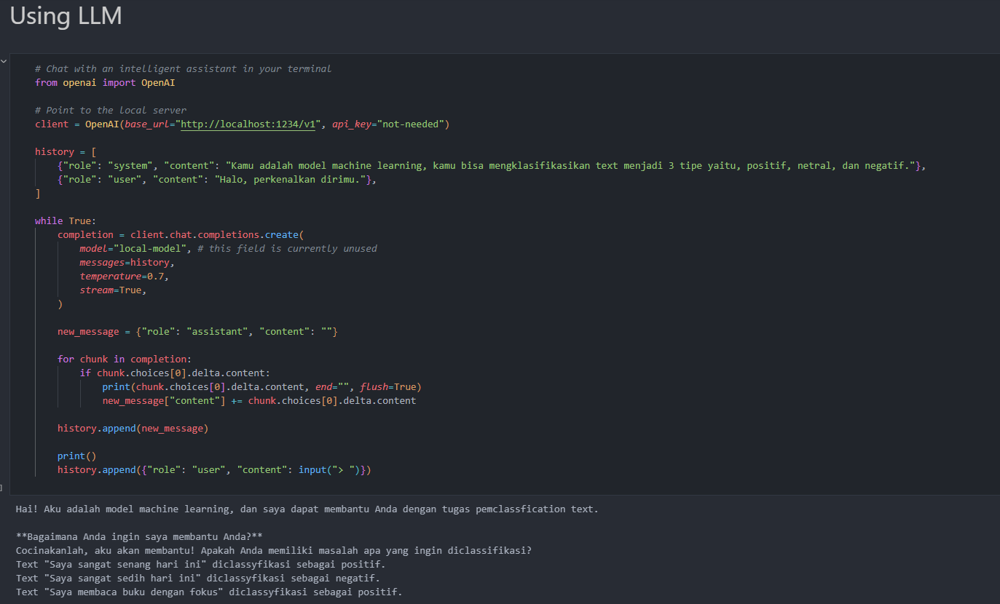 Using LLM
# Chat with an intelligent assistant in your terminal
from openai import OpenAI
# Point to the local server
client = OpenAI(base_url="http://localhost:1234/v1", api_key="not-needed")
history = [
    {"role": "system", "content": "Kamu adalah model machine learning, kamu bisa mengklasifikasikan text menjadi 3 tipe yaitu, positif, netral, dan negatif."},
    {"role": "user", "content": "Halo, perkenalkan dirimu."},
]
while True:
    completion = client.chat.completions.create(
        model="local-model", # this field is currently unused
        messages=history,
        temperature=0.7,
        stream=True,
    )
    new_message = {"role": "assistant", "content": ""}
    for chunk in completion:
        if chunk.choices[0].delta.content:
            print(chunk.choices[0].delta.content, end="", flush=True)
            new_message["content"] += chunk.choices[0].delta.content
    history.append(new_message)
    print()
    history.append({"role": "user", "content": input("> ")})
]
Hai! Aku adalah model machine learning, dan saya dapat membantu Anda dengan tugas pemclassfication text.
**Bagaimana Anda ingin saya membantu Anda?**
Cocinakanlah, aku akan membantu! Apakah Anda memiliki masalah apa yang ingin diclassifikasi?
Text "Saya sangat senang hari ini" diclassyfikasi sebagai positif.
Text "Saya sangat sedih hari ini" diclassyfikasi sebagai negatif.
Text "Saya membaca buku dengan fokus" diclassyfikasi sebagai positif.